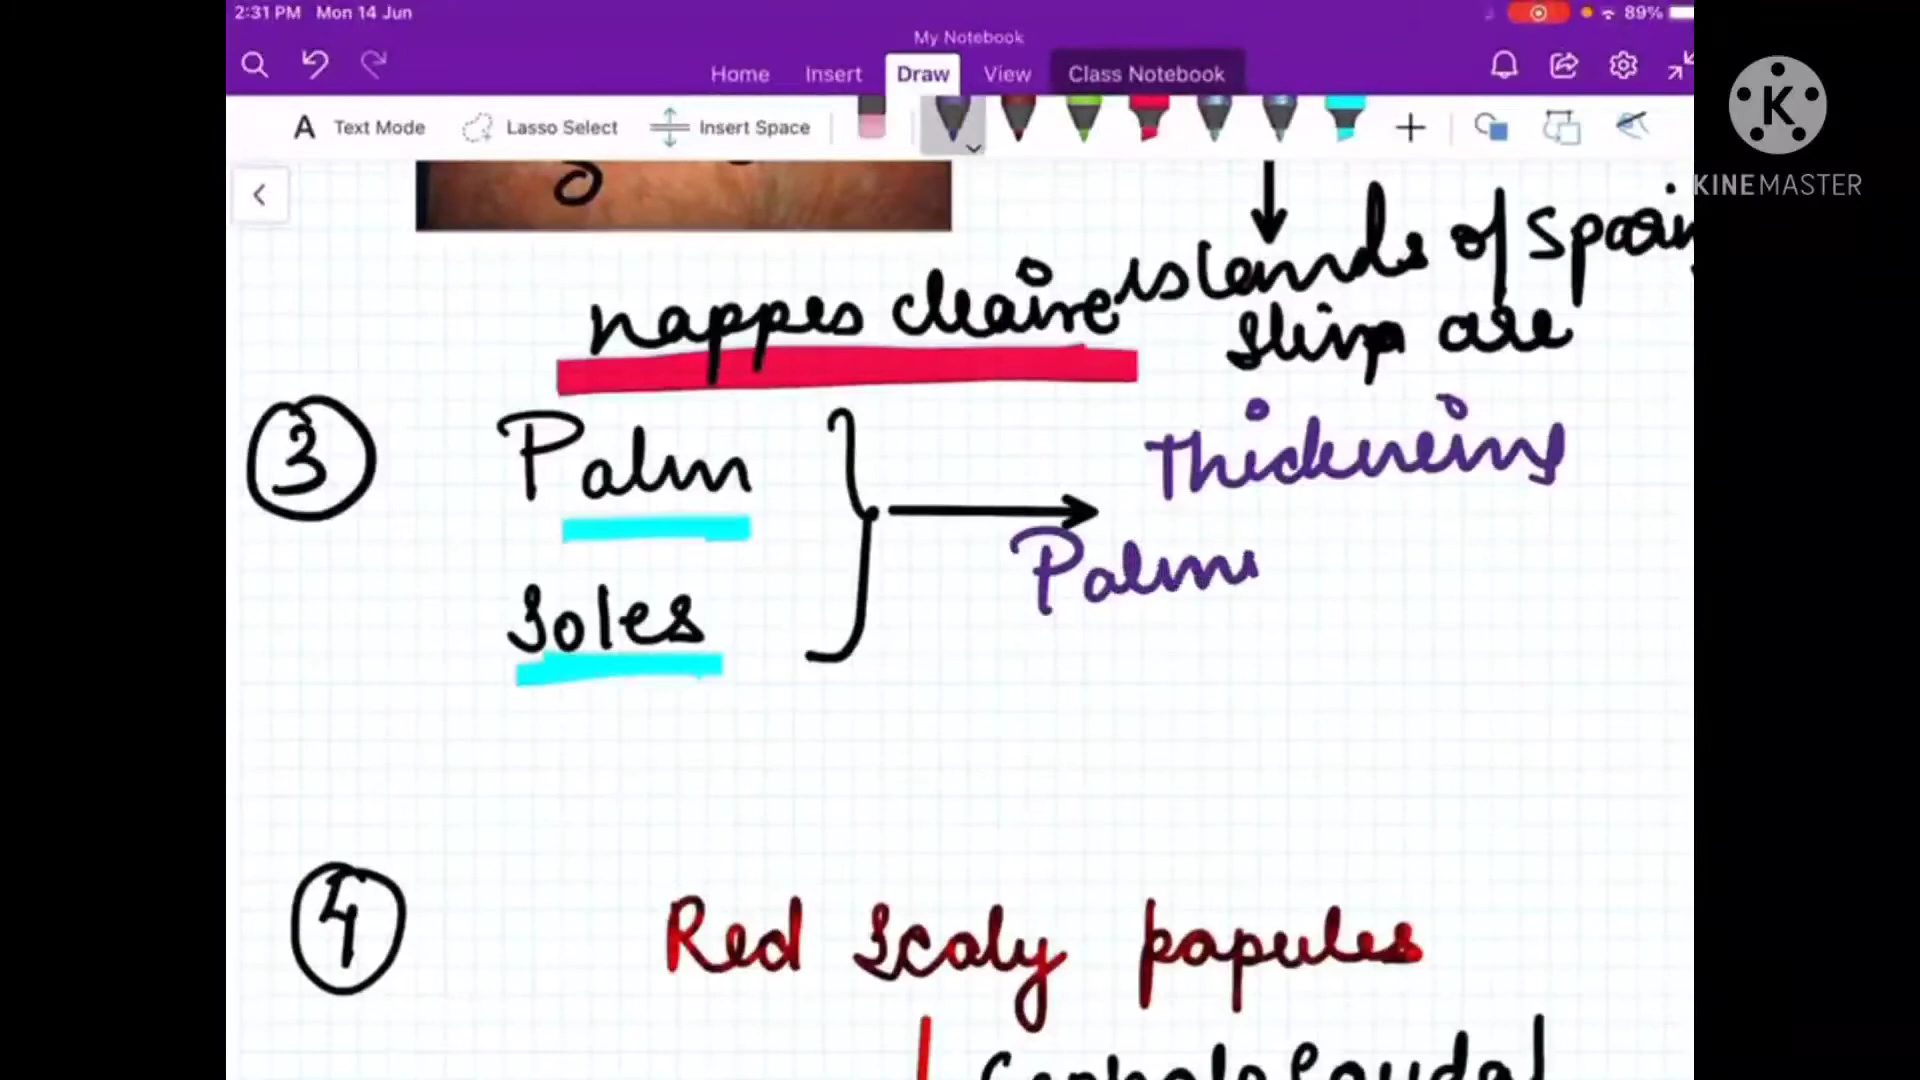 2:31 PM Mon 14 Jun
89%
My Notebook
Home Insert Draw View Class Notebook
A Text Mode Lasso Select Insert Space
K
KINEMASTER
Islands of
skin are
nappes claire
3
Palm
Soles
Thickening
Palm
4
Red Scaly papules
Cephalocaudal